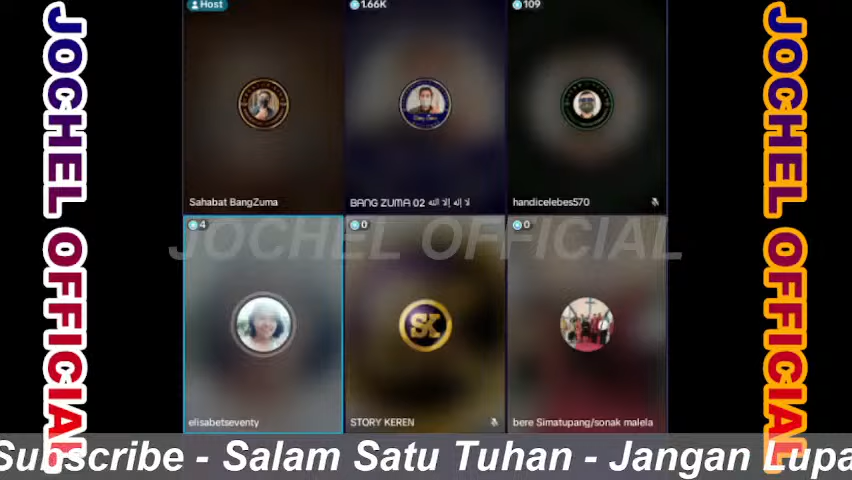 JOCHEL OFFICIAL
JOCHEL OFFICIAL
Host
1.66K
109
Sahabat BangZuma
BANG ZUMA 02 لا إله إلا الله
handicelebes570
4
0
0
JOCHEL OFFICIAL
SK
elisabetseventy
STORY KEREN
bere Simatupang/sonak malela
Subscribe - Salam Satu Tuhan - Jangan Lupa